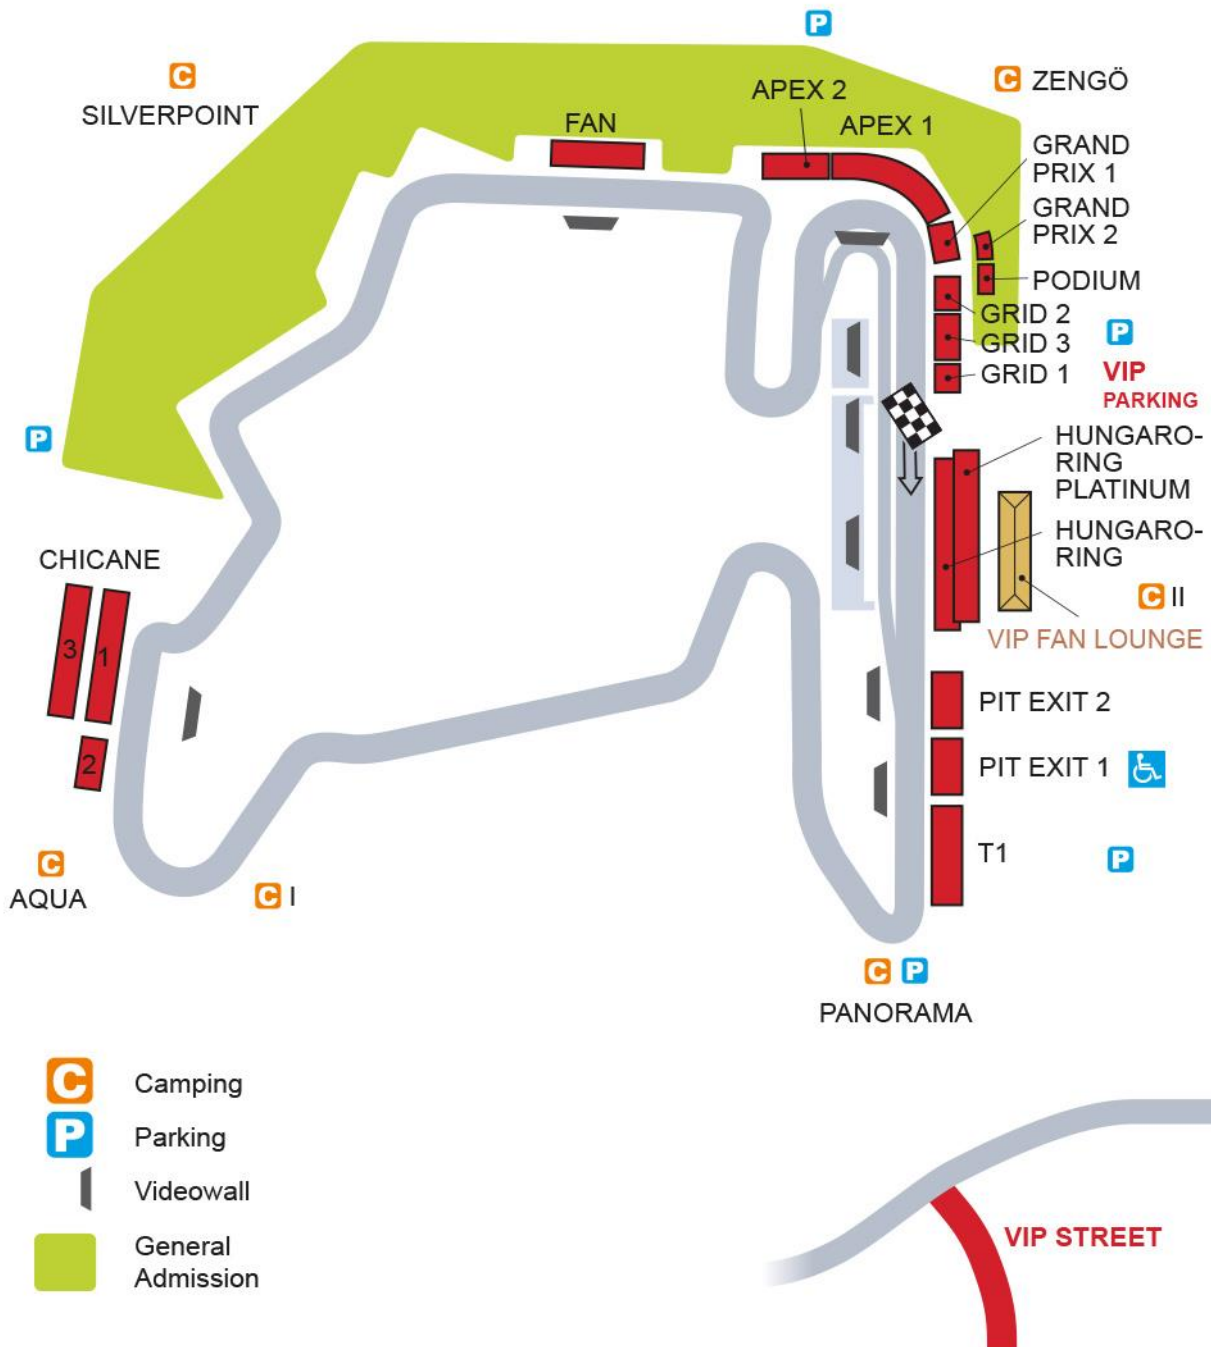 P
C
SILVERPOINT
C ZENGÖ
APEX 2
FAN
APEX 1
GRAND
PRIX 1
GRAND
PRIX 2
PODIUM
GRID 2
GRID 3
GRID 1
P
VIP
PARKING
P
HUNGARO-
RING
PLATINUM
HUNGARO-
RING
C II
VIP FAN LOUNGE
CHICANE
3
1
2
PIT EXIT 2
PIT EXIT 1
T1
P
C
AQUA
C I
C P
PANORAMA
C Camping
P Parking
Videowall
General
Admission
VIP STREET